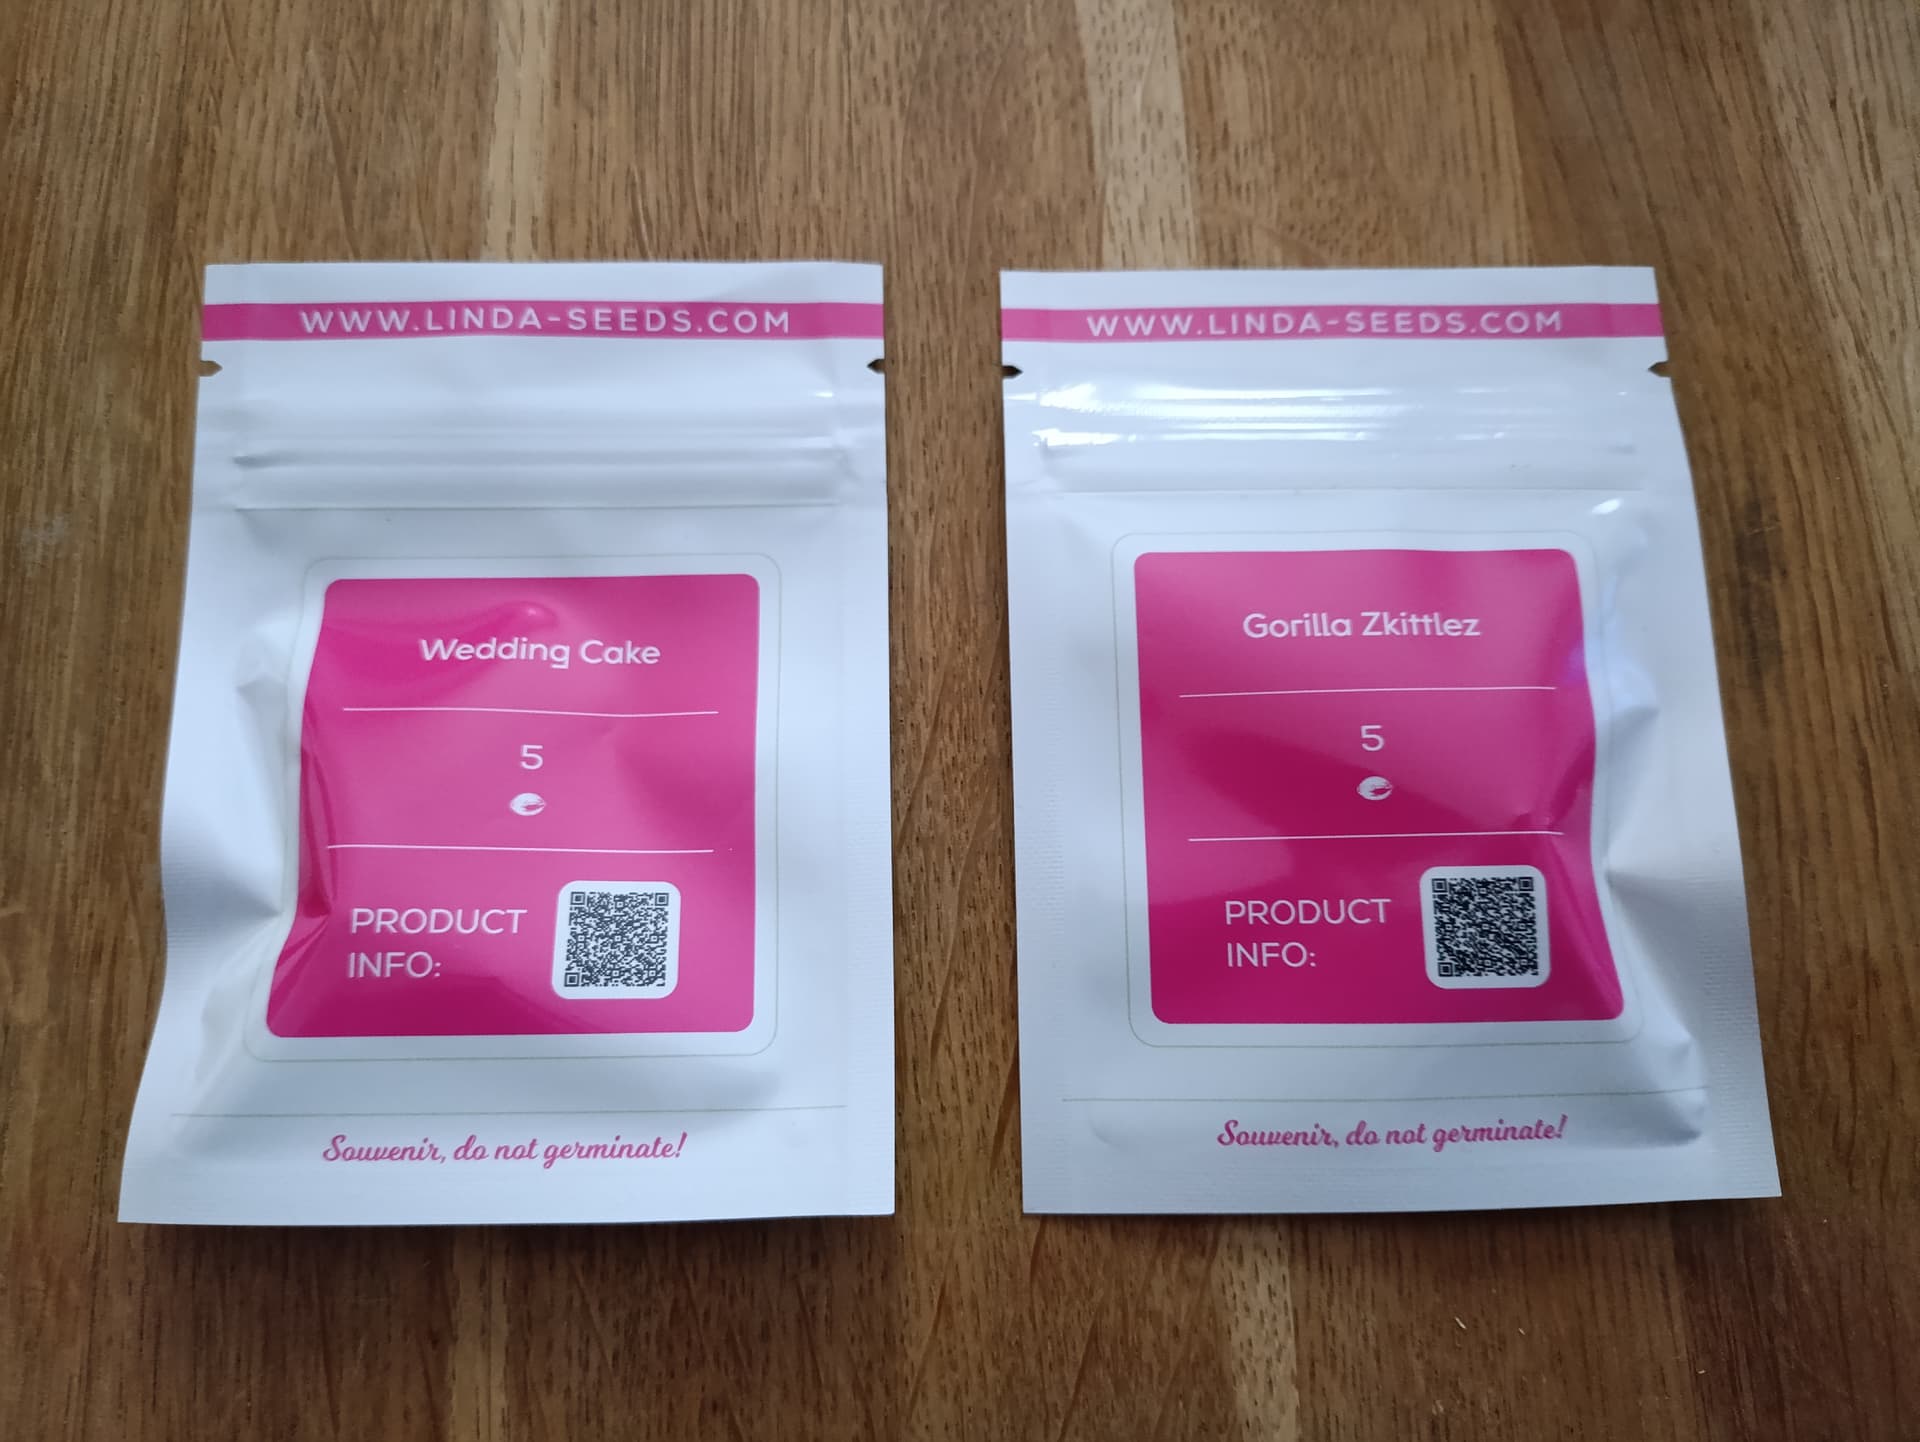 WWW.LINDA-SEEDS.COM
Wedding Cake
5
PRODUCT
INFO:
Souvenir, do not germinate!
WWW.LINDA-SEEDS.COM
Gorilla Zkittlez
5
PRODUCT
INFO:
Souvenir, do not germinate!